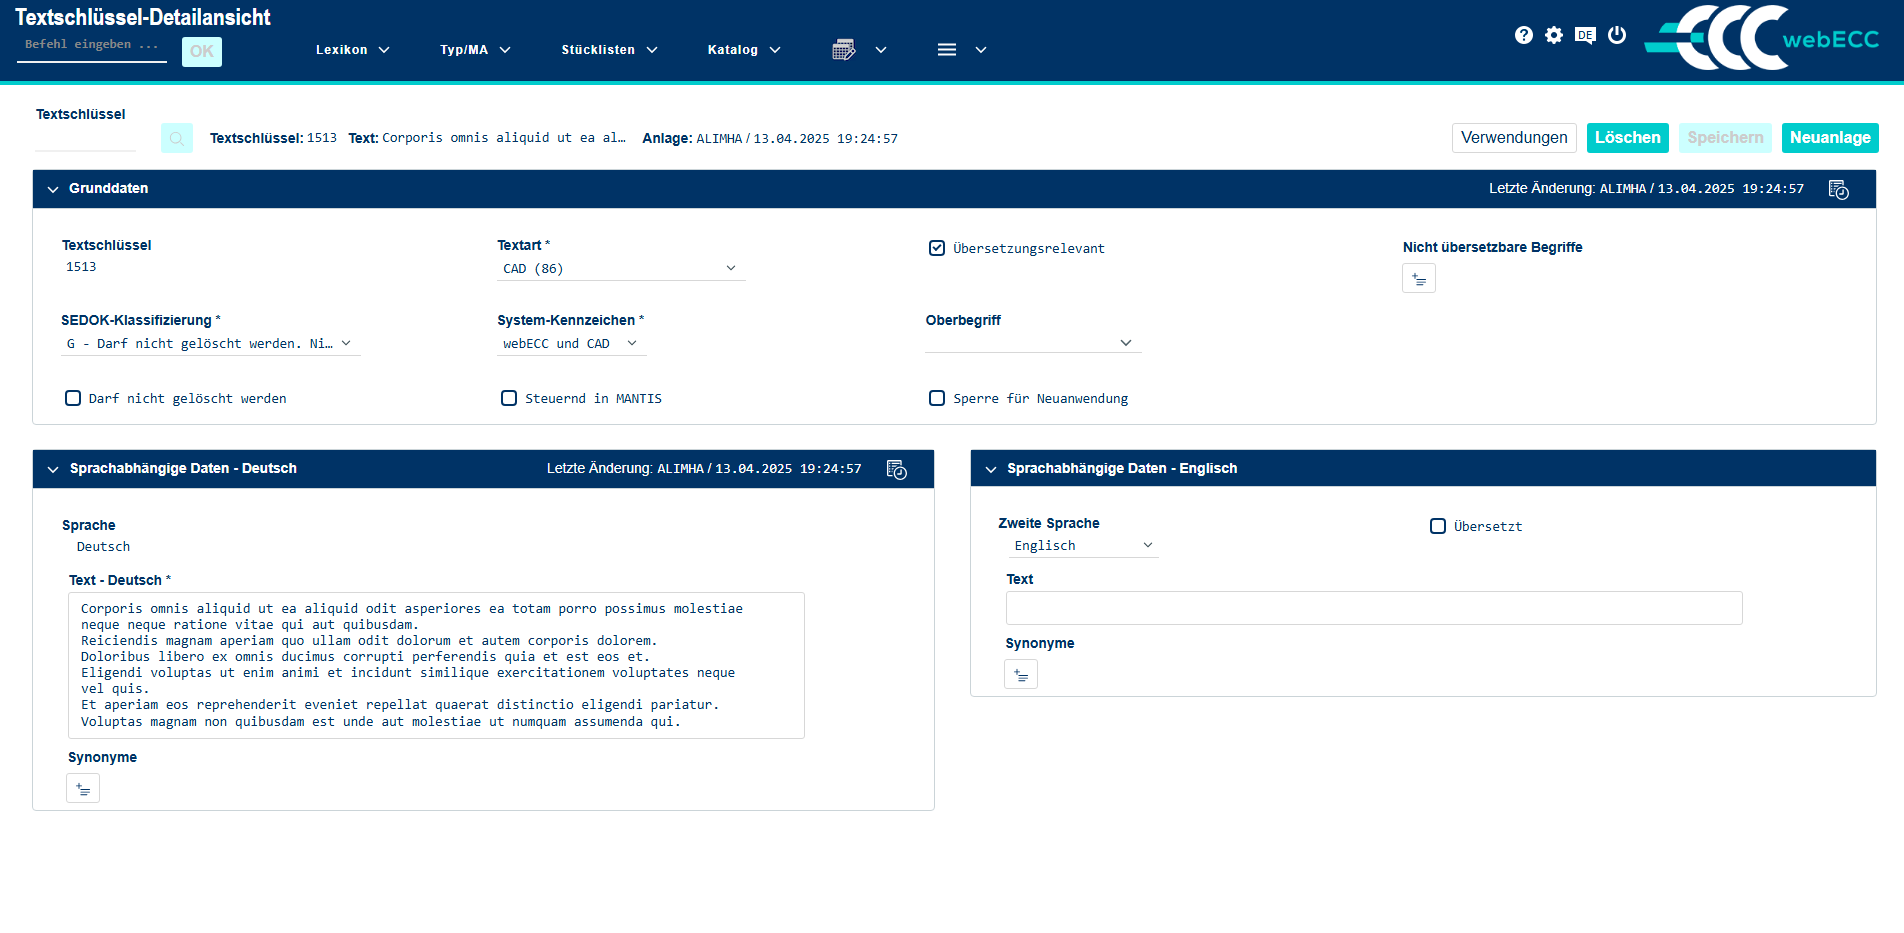 Textschlüssel-Detailansicht
Befehl eingeben ...
OK
Lexikon
Typ/MA
Stücklisten
Katalog
DE
webECC
Textschlüssel
Textschlüssel: 1513 Text: Corporis omnis aliquid ut ea al… Anlage: ALIMHA / 13.04.2025 19:24:57
Verwendungen
Löschen
Speichern
Neuanlage
Grunddaten
Letzte Änderung: ALIMHA / 13.04.2025 19:24:57
Textschlüssel
1513
Textart *
CAD (86)
Übersetzungsrelevant
Nicht übersetzbare Begriffe
SEDOK-Klassifizierung *
G - Darf nicht gelöscht werden. Ni…
System-Kennzeichen *
webECC und CAD
Oberbegriff
Darf nicht gelöscht werden
Steuernd in MANTIS
Sperre für Neuanwendung
Sprachabhängige Daten - Deutsch
Letzte Änderung: ALIMHA / 13.04.2025 19:24:57
Sprache
Deutsch
Text - Deutsch *
Corporis omnis aliquid ut ea aliquid odit asperiores ea totam porro possimus molestiae
neque neque ratione vitae qui aut quibusdam.
Reiciendis magnam aperiam quo ullam odit dolorum et autem corporis dolorem.
Doloribus libero ex omnis ducimus corrupti perferendis quia et est eos et.
Eligendi voluptas ut enim animi et incidunt similique exercitationem voluptates neque
vel quis.
Et aperiam eos reprehenderit eveniet repellat quaerat distinctio eligendi pariatur.
Voluptas magnam non quibusdam est unde aut molestiae ut numquam assumenda qui.
Synonyme
Sprachabhängige Daten - Englisch
Zweite Sprache
Englisch
Übersetzt
Text
Synonyme